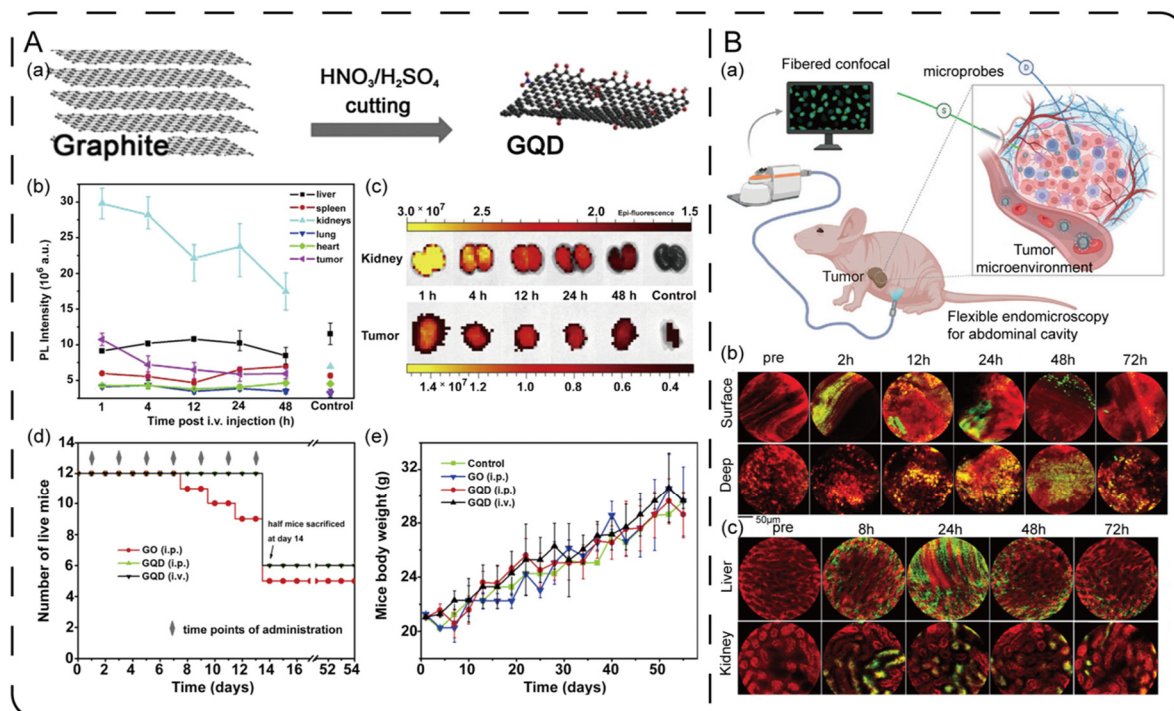 A
(a)
Graphite
HNO₃/H₂SO₄
cutting
GQD
(b)
PL Intensity (10⁶ a.u.)
30
25
20
15
10
5
liver
spleen
kidneys
lung
heart
tumor
1 4 12 24 48 Control
Time post i.v. injection (h)
(c)
3.0 × 10⁷ 2.5 2.0 1.5
Epi-fluorescence
Kidney
1 h 4 h 12 h 24 h 48 h Control
Tumor
1.4 × 10⁷ 1.2 1.0 0.8 0.6 0.4
(d)
Number of live mice
14
12
10
8
6
4
2
0
half mice sacrificed
at day 14
GO (i.p.)
GQD (i.p.)
GQD (i.v.)
time points of administration
0 2 4 6 8 10 12 14 16 52 54
Time (days)
(e)
Mice body weight (g)
32
28
24
20
Control
GO (i.p.)
GQD (i.p.)
GQD (i.v.)
0 10 20 30 40 50
Time (days)
B
(a)
Fibered confocal
microprobes
D
S
Tumor
Tumor
microenvironment
Flexible endomicroscopy
for abdominal cavity
(b)
pre 2h 12h 24h 48h 72h
Surface
Deep
50μm
(c)
pre 8h 24h 48h 72h
Liver
Kidney